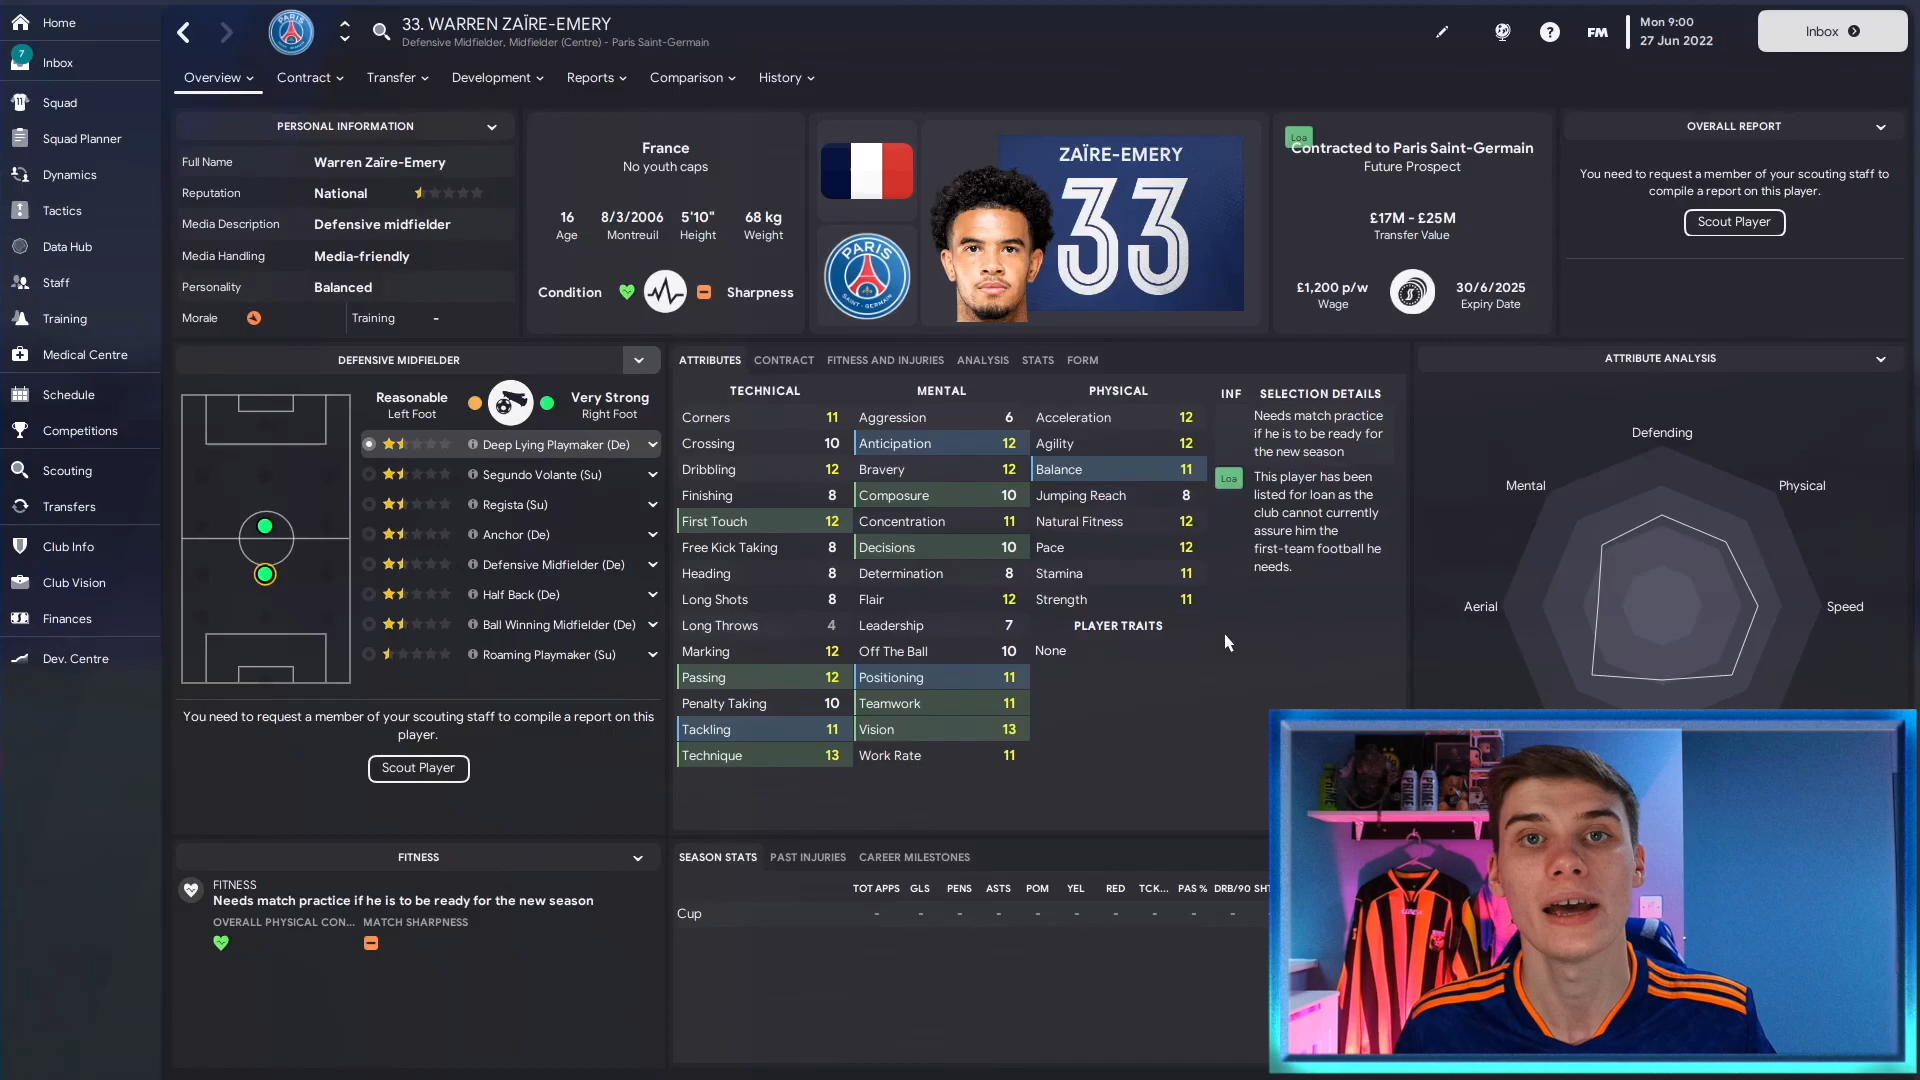 Home
7
Inbox
Squad
Squad Planner
Dynamics
Tactics
Data Hub
Staff
Training
Medical Centre
Schedule
Competitions
Scouting
Transfers
Club Info
Club Vision
Finances
Dev. Centre
33. WARREN ZAÏRE-EMERY
Defensive Midfielder, Midfielder (Centre) - Paris Saint-Germain
FM
Mon 9:00
27 Jun 2022
Inbox
Overview Contract Transfer Development Reports Comparison History
PERSONAL INFORMATION
Full Name Warren Zaïre-Emery
Reputation National
Media Description Defensive midfielder
Media Handling Media-friendly
Personality Balanced
Morale Training -
France
No youth caps
16 8/3/2006 5'10" 68 kg
Age Montreuil Height Weight
Condition Sharpness
PARIS
SAINT-GERMAIN
ZAÏRE-EMERY
33
Loa
Contracted to Paris Saint-Germain
Future Prospect
£17M - £25M
Transfer Value
£1,200 p/w 30/6/2025
Wage Expiry Date
OVERALL REPORT
You need to request a member of your scouting staff to
compile a report on this player.
Scout Player
DEFENSIVE MIDFIELDER
Reasonable Very Strong
Left Foot Right Foot
Deep Lying Playmaker (De)
Segundo Volante (Su)
Regista (Su)
Anchor (De)
Defensive Midfielder (De)
Half Back (De)
Ball Winning Midfielder (De)
Roaming Playmaker (Su)
You need to request a member of your scouting staff to compile a report on this
player.
Scout Player
ATTRIBUTES CONTRACT FITNESS AND INJURIES ANALYSIS STATS FORM
TECHNICAL
Corners 11
Crossing 10
Dribbling 12
Finishing 8
First Touch 12
Free Kick Taking 8
Heading 8
Long Shots 8
Long Throws 4
Marking 12
Passing 12
Penalty Taking 10
Tackling 11
Technique 13
MENTAL
Aggression 6
Anticipation 12
Bravery 12
Composure 10
Concentration 11
Decisions 10
Determination 8
Flair 12
Leadership 7
Off The Ball 10
Positioning 11
Teamwork 11
Vision 13
Work Rate 11
PHYSICAL
Acceleration 12
Agility 12
Balance 11
Jumping Reach 8
Natural Fitness 12
Pace 12
Stamina 11
Strength 11
PLAYER TRAITS
None
INF SELECTION DETAILS
Needs match practice
if he is to be ready for
the new season
Loa
This player has been
listed for loan as the
club cannot currently
assure him the
first-team football he
needs.
ATTRIBUTE ANALYSIS
Defending
Mental Physical
Aerial Speed
FITNESS
FITNESS
Needs match practice if he is to be ready for the new season
OVERALL PHYSICAL CON... MATCH SHARPNESS
SEASON STATS PAST INJURIES CAREER MILESTONES
TOT APPS GLS PENS ASTS POM YEL RED TCK... PAS % DRB/90 SHT
Cup - - - - - - - - - -
PRIME PRIME